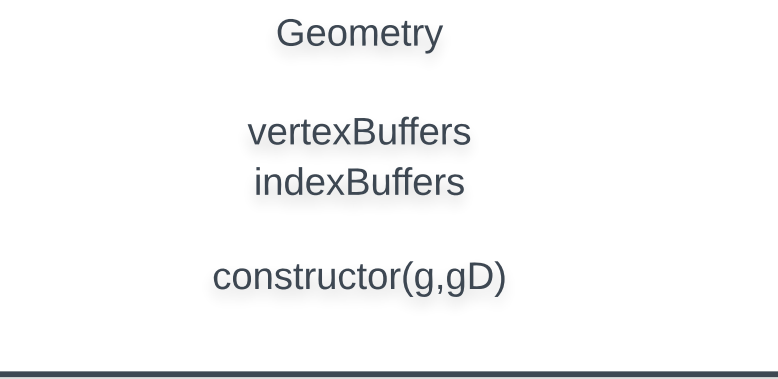 Geometry
vertexBuffers
indexBuffers
constructor(g,gD)